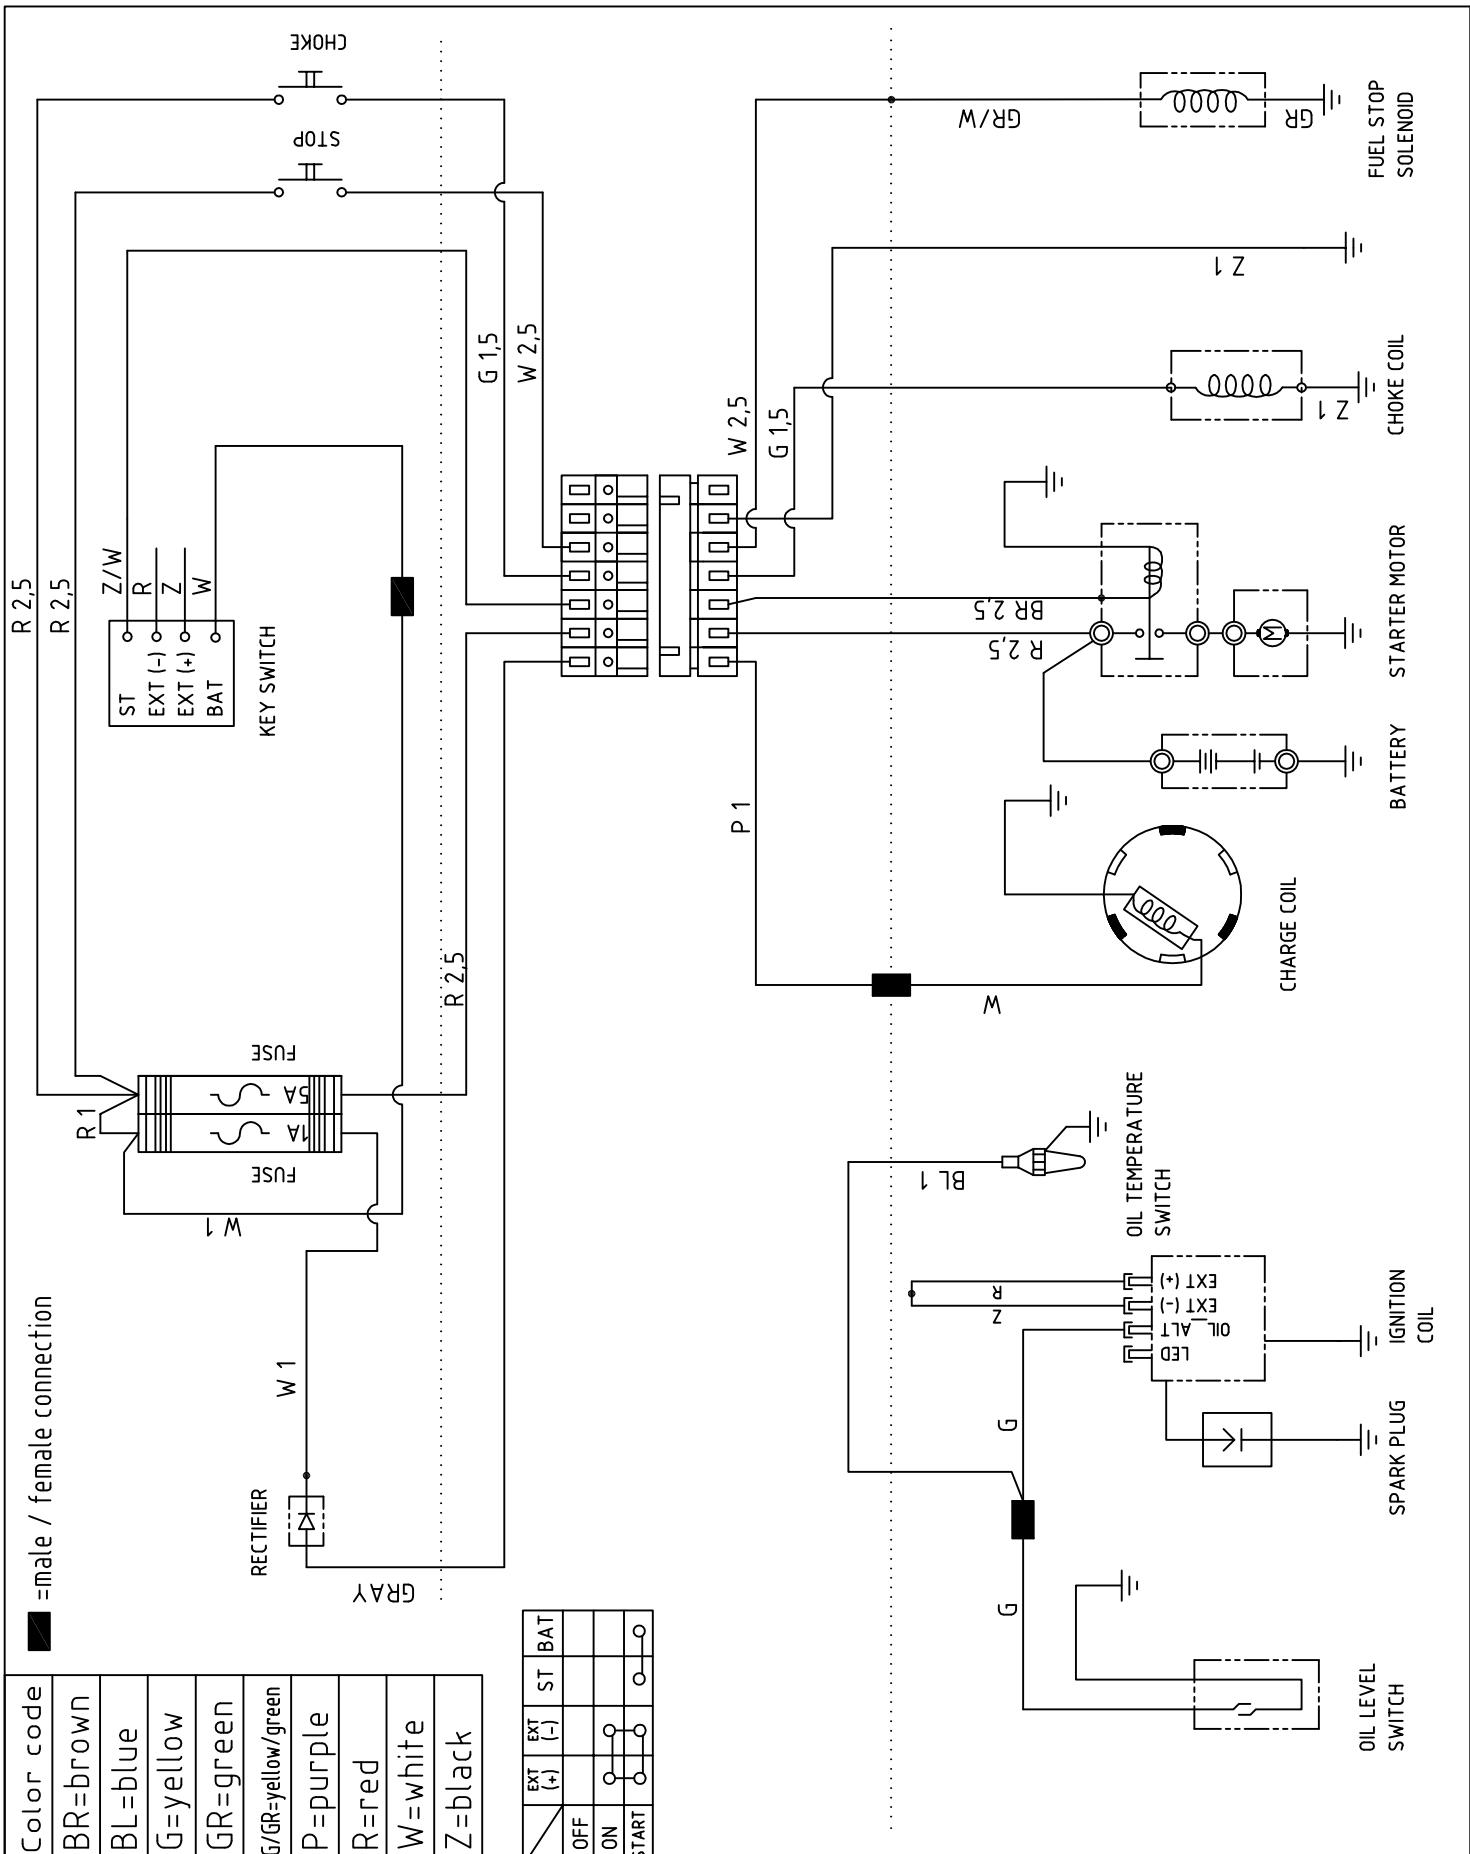 CHOKE
STOP
R 2,5
R 2,5
Z/W
R
Z
W
ST
EXT (-)
EXT (+)
BAT
KEY SWITCH
G 1,5
W 2,5
W 2,5
G 1,5
GR/W
GR
FUEL STOP
SOLENOID
Z 1
Z 1
CHOKE COIL
BR 2,5
R 2,5
M
STARTER MOTOR
BATTERY
P 1
W
CHARGE COIL
R 2,5
FUSE
5A
1A
FUSE
R 1
W 1
W 1
RECTIFIER
GRAY
BL 1
OIL TEMPERATURE
SWITCH
R
Z
EXT (+)
EXT (-)
OIL_ALT
LED
IGNITION
COIL
G
SPARK PLUG
G
OIL LEVEL
SWITCH
=male / female connection
Color code
BR=brown
BL=blue
G=yellow
GR=green
G/GR=yellow/green
P=purple
R=red
W=white
Z=black
EXT (+)
EXT (-)
ST
BAT
OFF
ON
START